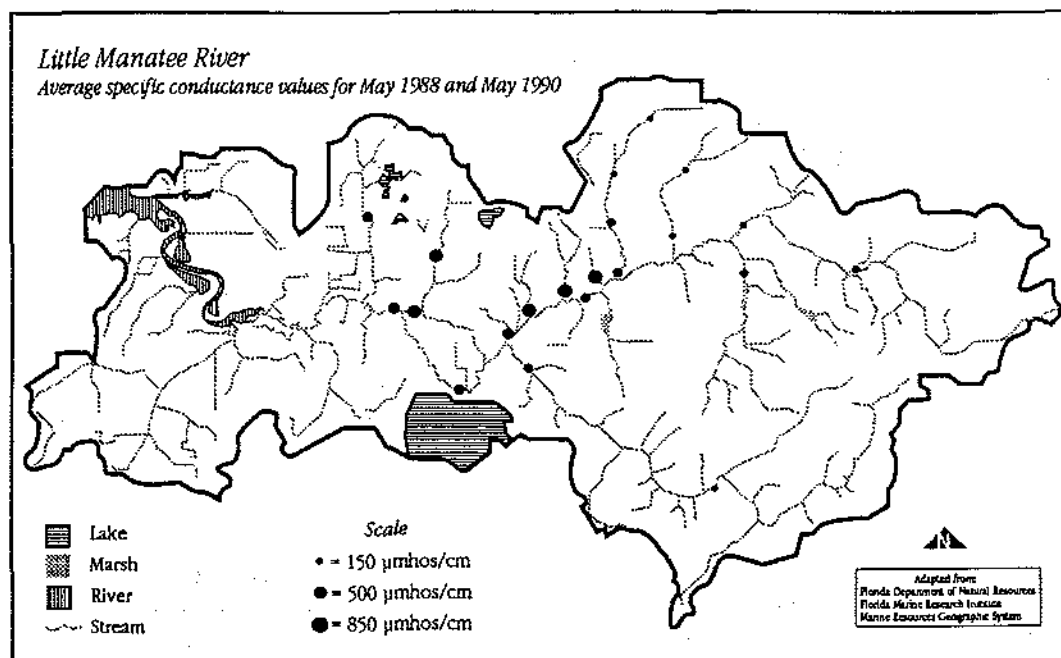 Little Manatee River
Average specific conductance values for May 1988 and May 1990
Lake
Marsh
River
Stream
Scale
= 150 µmhos/cm
= 500 µmhos/cm
= 850 µmhos/cm
N
Adapted from:
Florida Department of Natural Resources
Florida Marine Research Institute
Marine Resources Geographic System